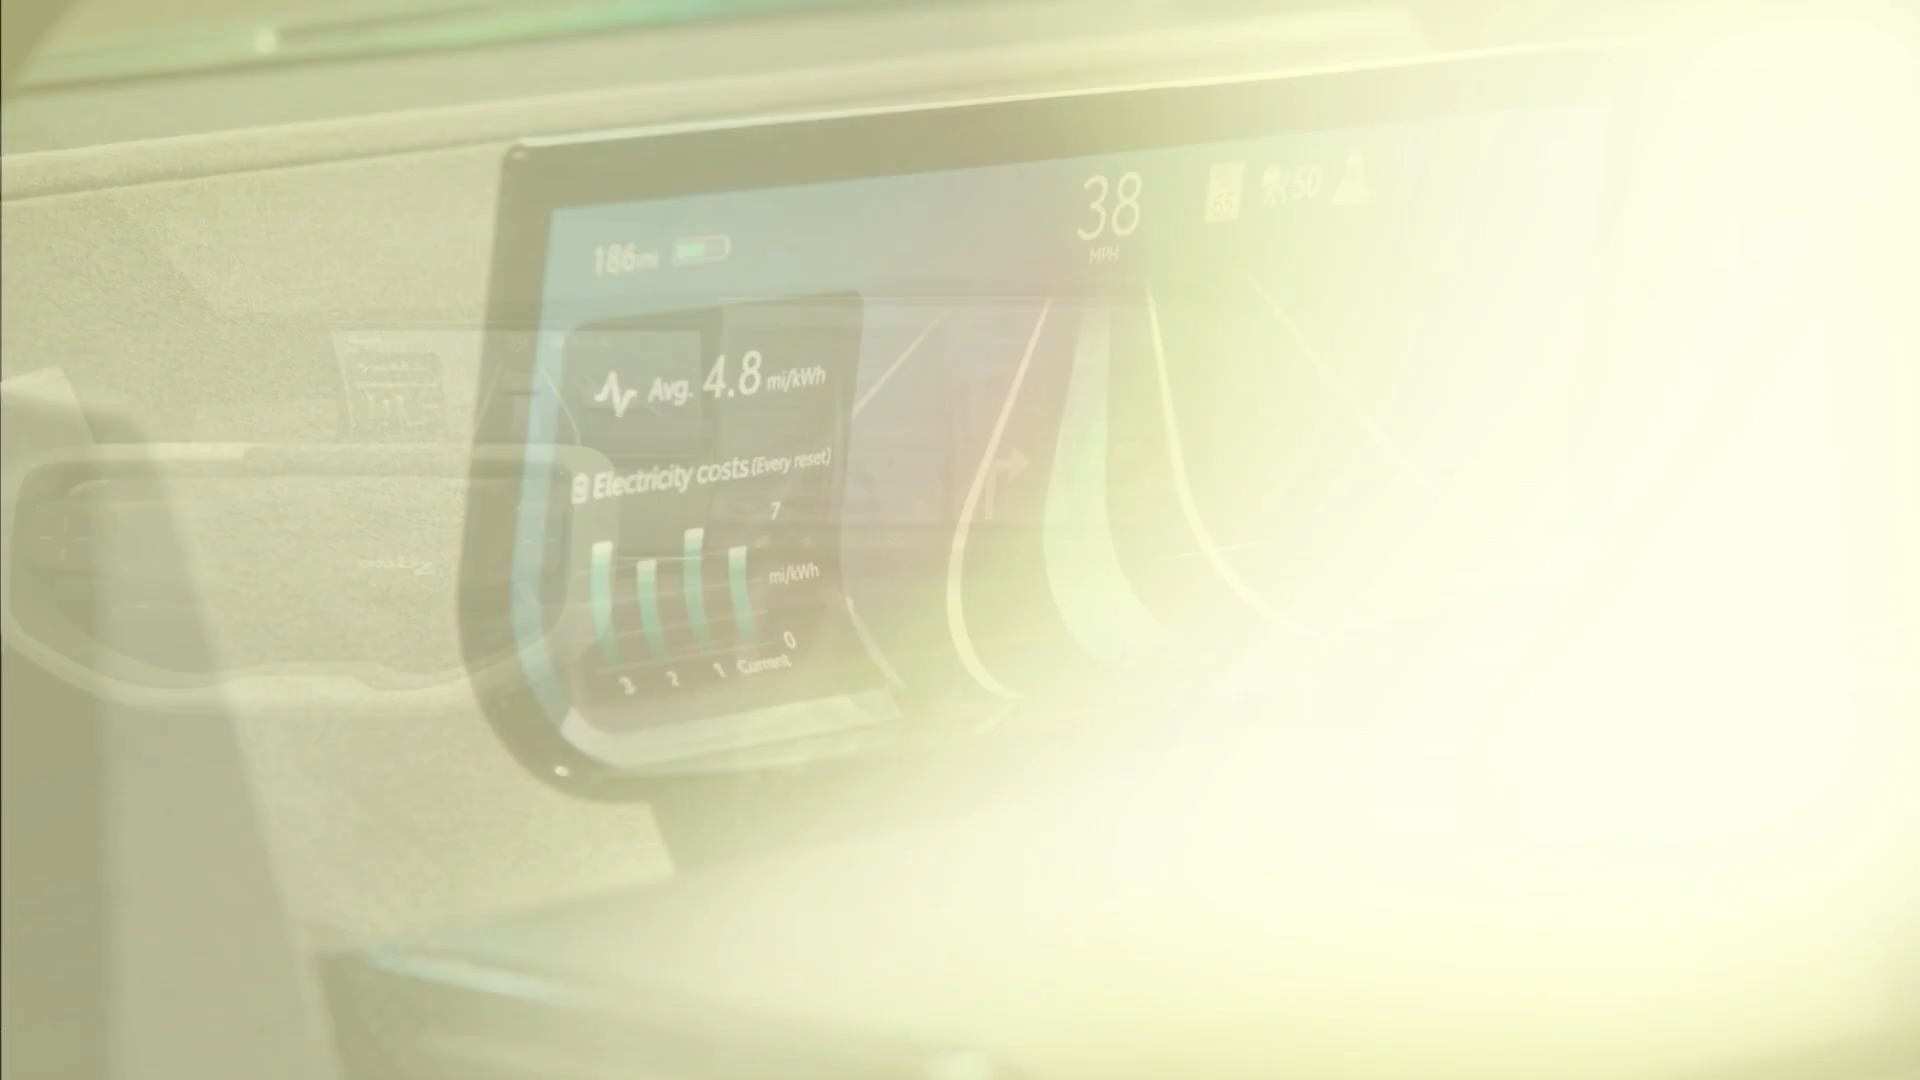 38
MPH
50
186mi
Avg. 4.8 mi/kWh
Electricity costs (Every reset)
7
mi/kWh
0
3 2 1 Current